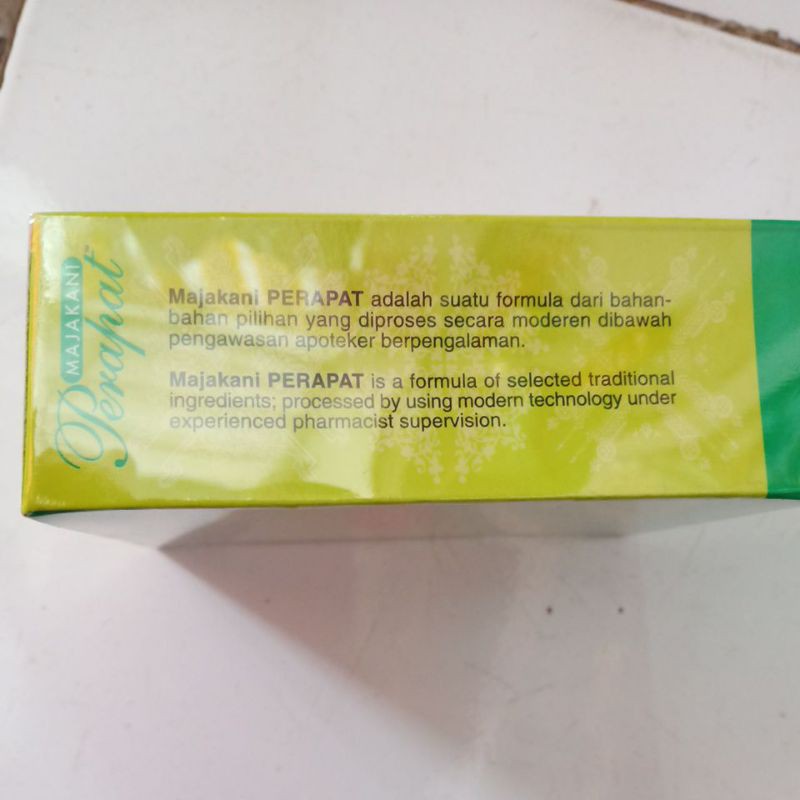 MAJAKANI
Perapat
Majakani PERAPAT adalah suatu formula dari bahan-
bahan pilihan yang diproses secara moderen dibawah
pengawasan apoteker berpengalaman.
Majakani PERAPAT is a formula of selected traditional
ingredients; processed by using modern technology under
experienced pharmacist supervision.